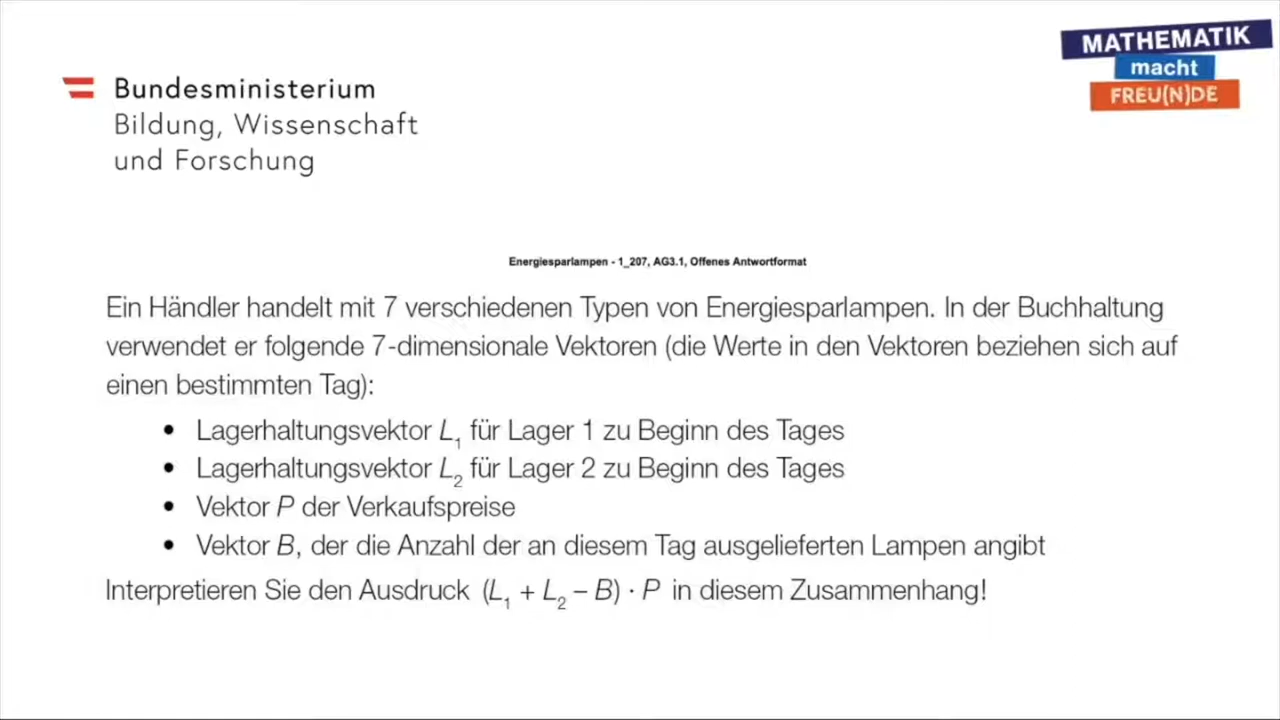 MATHEMATIK
macht
FREU(N)DE
Bundesministerium
Bildung, Wissenschaft
und Forschung
Energiesparlampen - 1_207, AG3.1, Offenes Antwortformat
Ein Händler handelt mit 7 verschiedenen Typen von Energiesparlampen. In der Buchhaltung
verwendet er folgende 7-dimensionale Vektoren (die Werte in den Vektoren beziehen sich auf
einen bestimmten Tag):
• Lagerhaltungsvektor L₁ für Lager 1 zu Beginn des Tages
• Lagerhaltungsvektor L₂ für Lager 2 zu Beginn des Tages
• Vektor P der Verkaufspreise
• Vektor B, der die Anzahl der an diesem Tag ausgelieferten Lampen angibt
Interpretieren Sie den Ausdruck (L₁ + L₂ – B) · P in diesem Zusammenhang!